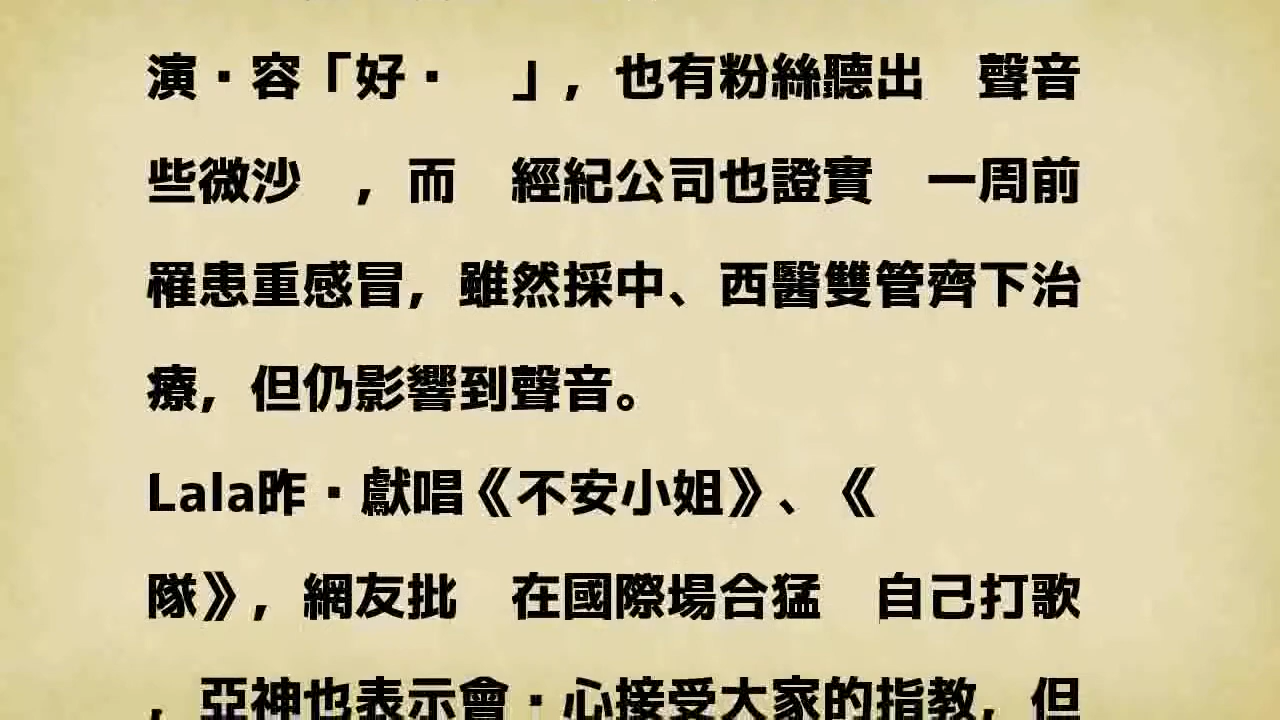 演▪容「好▪　」，也有粉絲聽出　聲音
些微沙　，而　經紀公司也證實　一周前
罹患重感冒，雖然採中、西醫雙管齊下治
療，但仍影響到聲音。
Lala昨▪獻唱《不安小姐》、《
隊》，網友批　在國際場合猛　自己打歌
，亞神也表示會▪心接受大家的指教，但